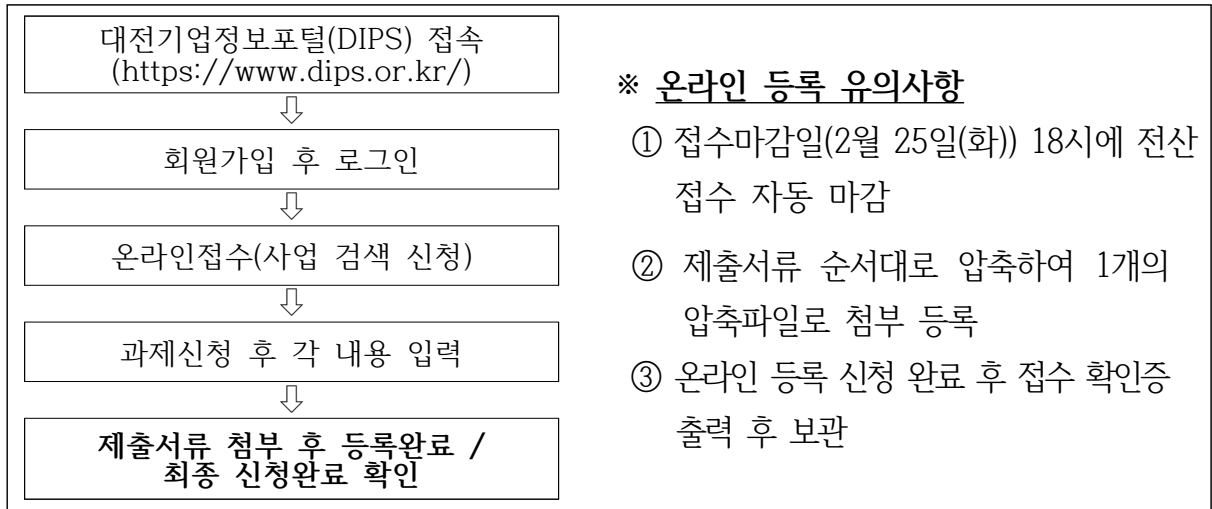 대전기업정보포털(DIPS) 접속
(https://www.dips.or.kr/)
⇩
회원가입 후 로그인
⇩
온라인접수(사업 검색 신청)
⇩
과제신청 후 각 내용 입력
⇩
제출서류 첨부 후 등록완료 /
최종 신청완료 확인
※ 온라인 등록 유의사항
① 접수마감일(2월 25일(화)) 18시에 전산
접수 자동 마감
② 제출서류 순서대로 압축하여 1개의
압축파일로 첨부 등록
③ 온라인 등록 신청 완료 후 접수 확인증
출력 후 보관